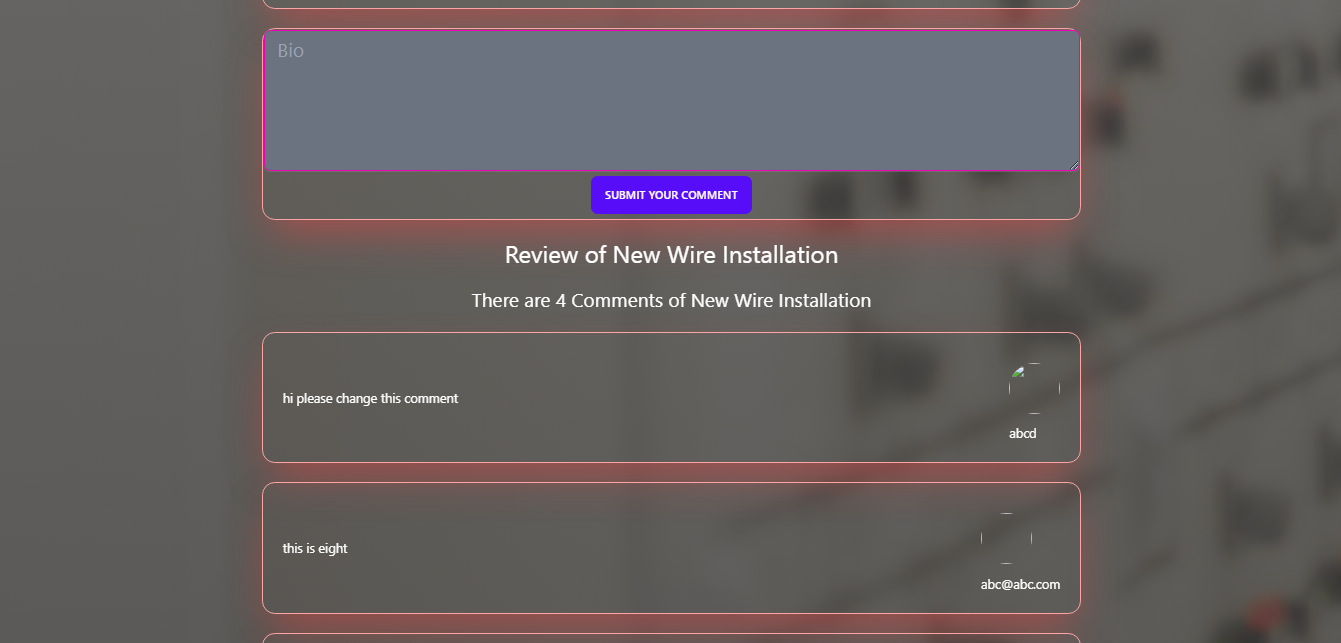 Bio
SUBMIT YOUR COMMENT
Review of New Wire Installation
There are 4 Comments of New Wire Installation
hi please change this comment
abcd
this is eight
abc@abc.com